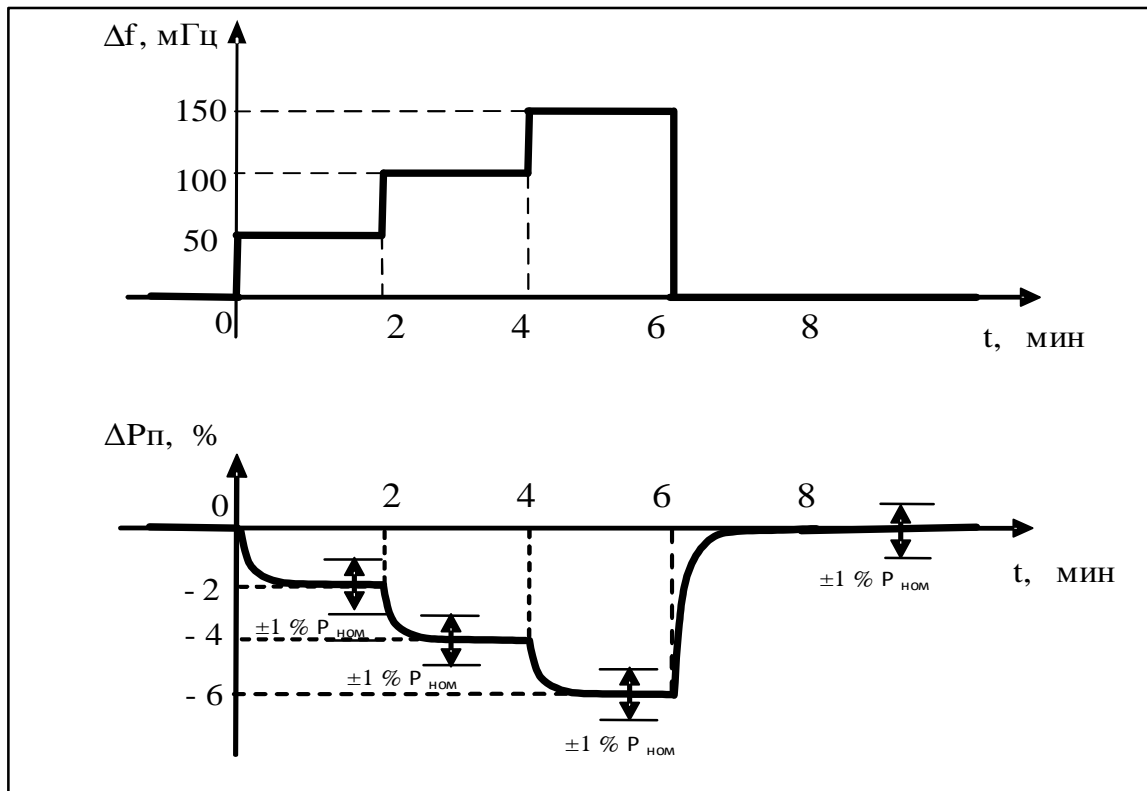 Δf, мГц
150
100
50
0 2 4 6 8
t, мин
ΔPп, %
0 2 4 6 8
t, мин
- 2
- 4
- 6
±1 % P ном
±1 % P ном
±1 % P ном
±1 % P ном